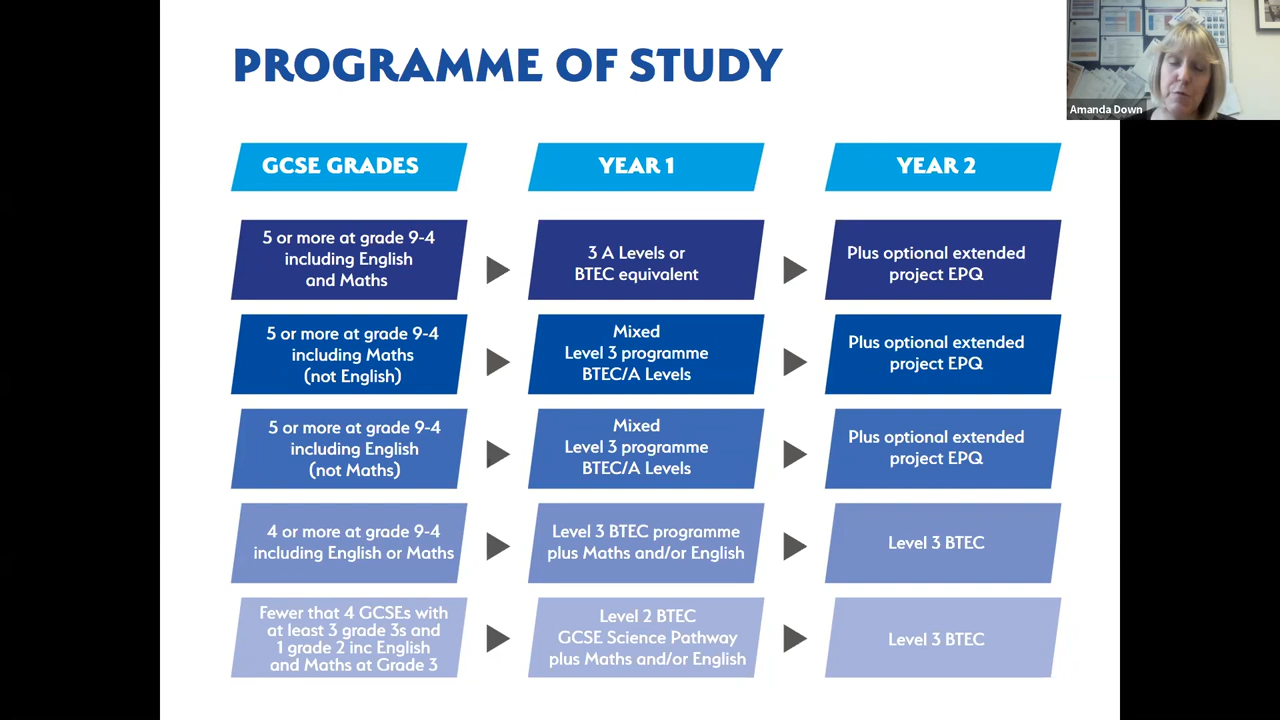 PROGRAMME OF STUDY
Amanda Down
GCSE GRADES
YEAR 1
YEAR 2
5 or more at grade 9-4
including English
and Maths
3 A Levels or
BTEC equivalent
Plus optional extended
project EPQ
5 or more at grade 9-4
including Maths
(not English)
Mixed
Level 3 programme
BTEC/A Levels
Plus optional extended
project EPQ
5 or more at grade 9-4
including English
(not Maths)
Mixed
Level 3 programme
BTEC/A Levels
Plus optional extended
project EPQ
4 or more at grade 9-4
including English or Maths
Level 3 BTEC programme
plus Maths and/or English
Level 3 BTEC
Fewer that 4 GCSEs with
at least 3 grade 3s and
1 grade 2 inc English
and Maths at Grade 3
Level 2 BTEC
GCSE Science Pathway
plus Maths and/or English
Level 3 BTEC